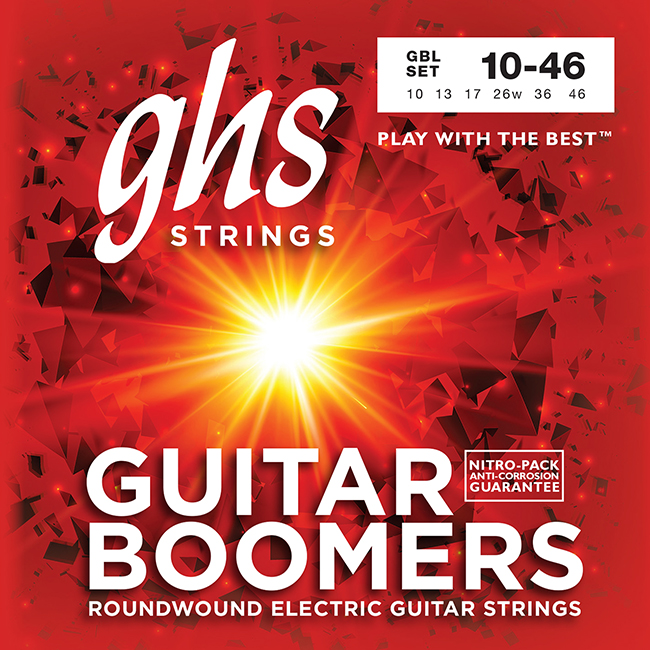 ghs
STRINGS
GBL
SET
10-46
10 13 17 26w 36 46
PLAY WITH THE BEST™
GUITAR
BOOMERS
NITRO-PACK
ANTI-CORROSION
GUARANTEE
ROUNDWOUND ELECTRIC GUITAR STRINGS